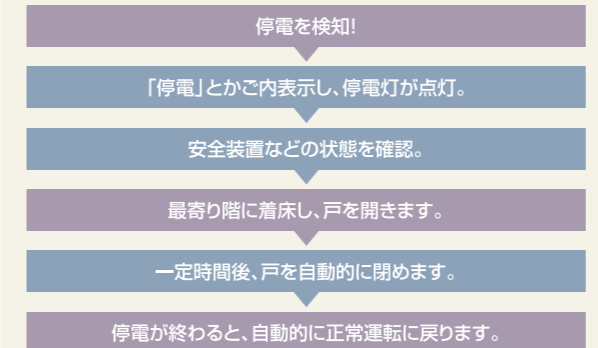 停電を検知!
「停電」とかご内表示し、停電灯が点灯。
安全装置などの状態を確認。
最寄り階に着床し、戸を開きます。
一定時間後、戸を自動的に閉めます。
停電が終わると、自動的に正常運転に戻ります。